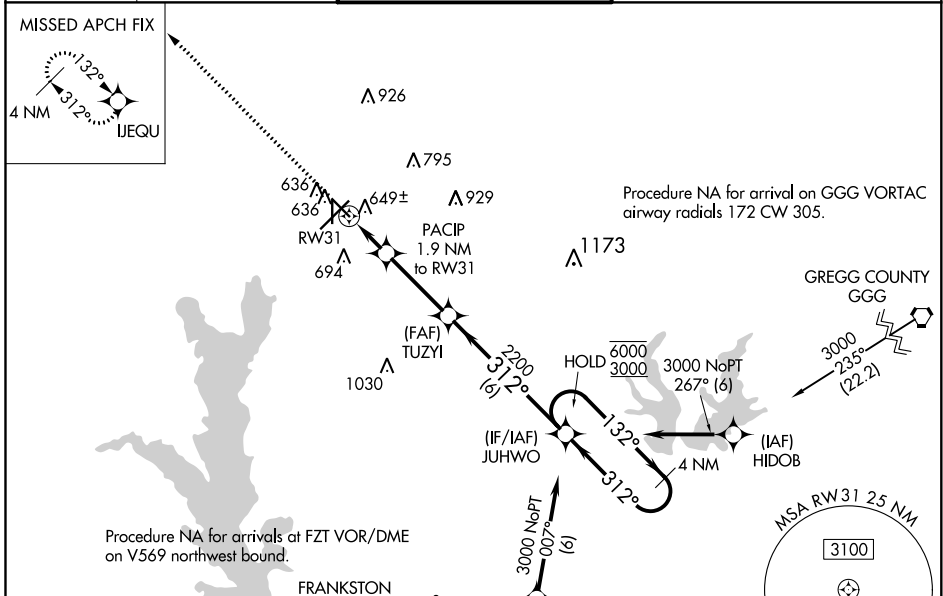 MISSED APCH FIX
132°
312°
4 NM
IJEQU
926
795
636
636
649±
929
RW31
694
PACIP
1.9 NM
to RW31
Procedure NA for arrival on GGG VORTAC
airway radials 172 CW 305.
1173
GREGG COUNTY
GGG
3000
235°
(22.2)
(FAF)
TUZYI
1030
2200
312°
(6)
HOLD
6000
3000
3000 NoPT
267° (6)
132°
312°
4 NM
(IF/IAF)
JUHWO
(IAF)
HIDOB
3000 NoPT
007°
(6)
MSA RW31 25 NM
3100
Procedure NA for arrivals at FZT VOR/DME
on V569 northwest bound.
FRANKSTON